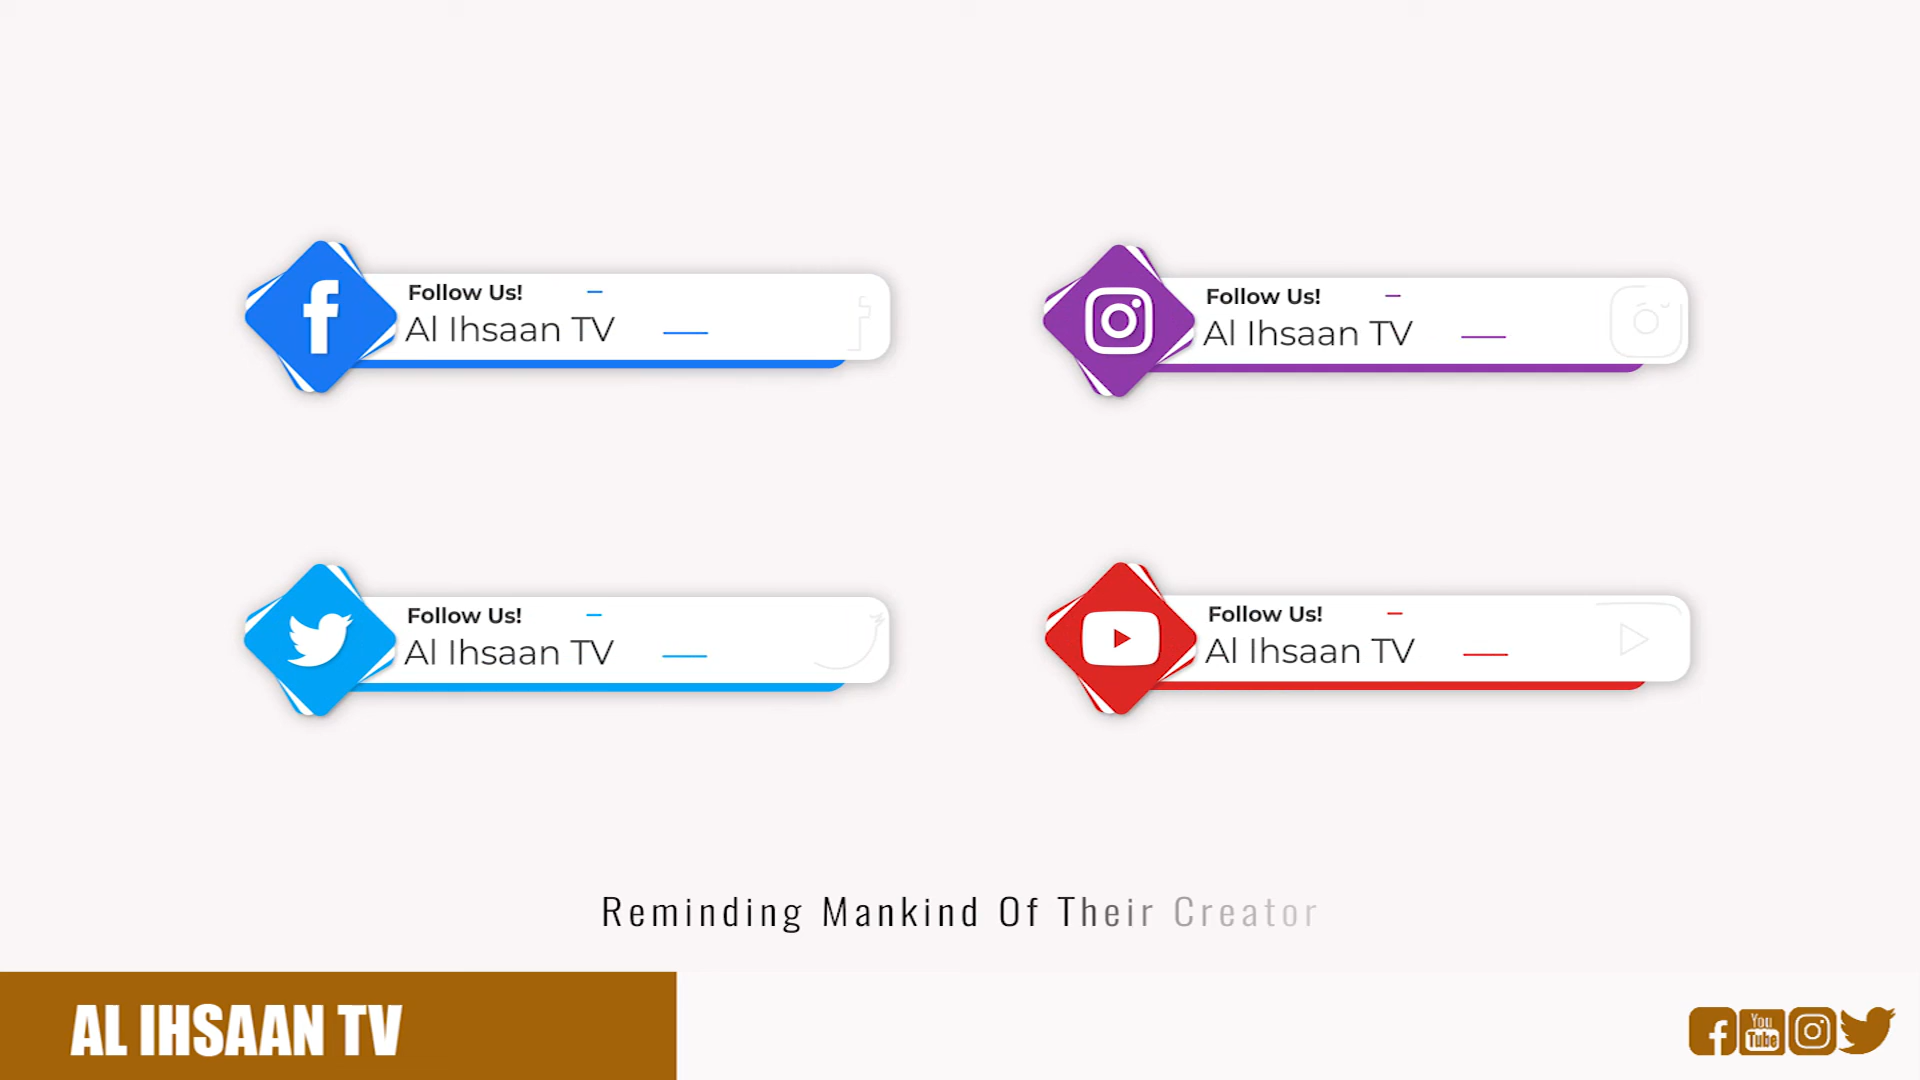 Follow Us!
Al Ihsaan TV
Follow Us!
Al Ihsaan TV
Follow Us!
Al Ihsaan TV
Follow Us!
Al Ihsaan TV
Reminding Mankind Of Their Creator
AL IHSAAN TV
You
Tube